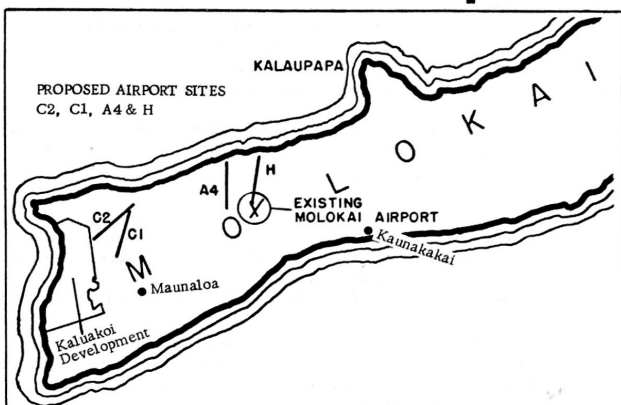 KALAUPAPA
PROPOSED AIRPORT SITES
C2, C1, A4 & H
M O L O K A I
A4
H
EXISTING
MOLOKAI AIRPORT
C2
C1
Kaunakakai
Maunaloa
Kaluakoi
Development